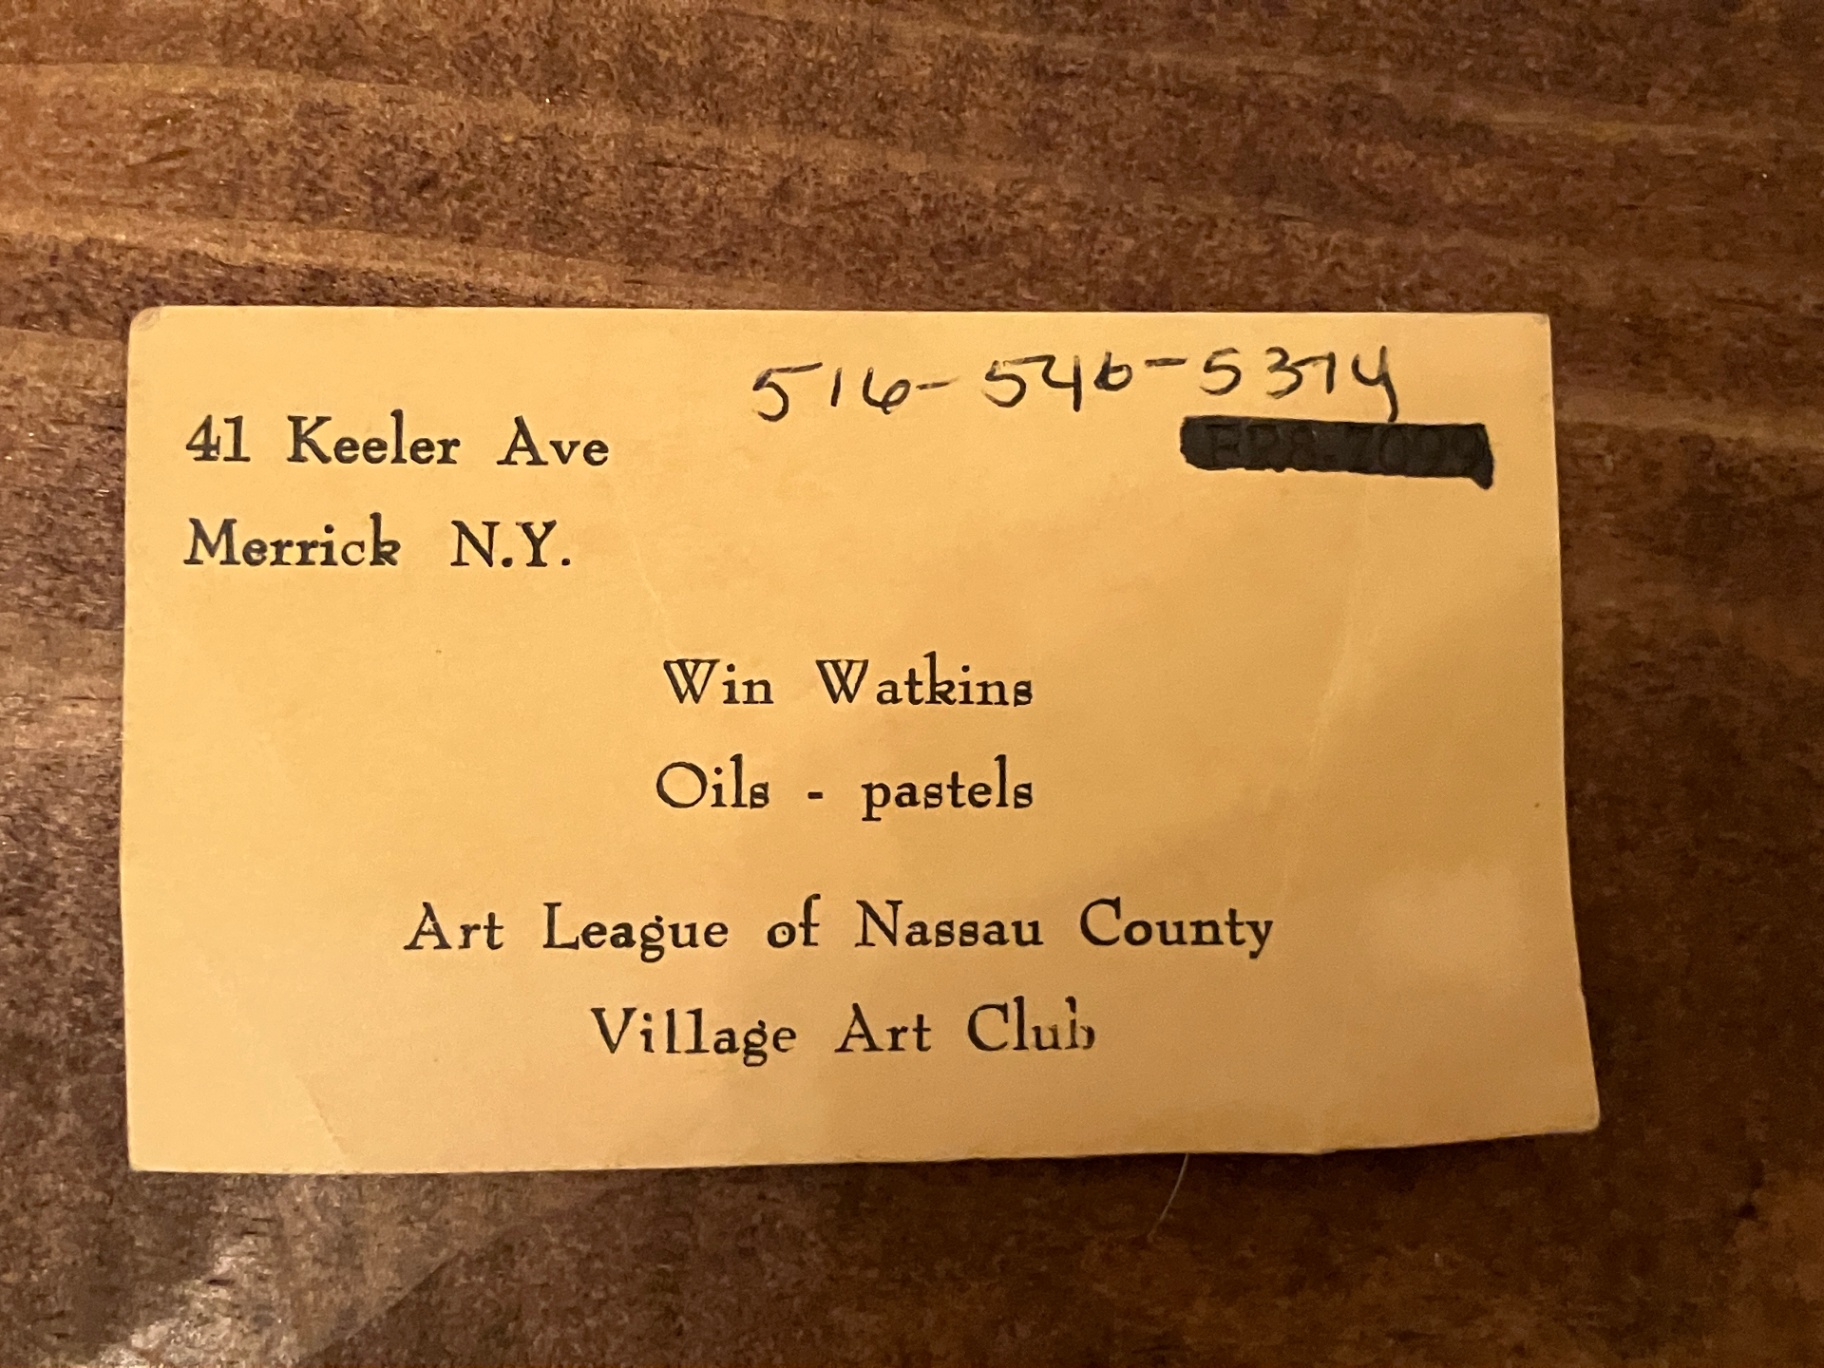 516-546-5374
41 Keeler Ave
Merrick N.Y.
Win Watkins
Oils - pastels
Art League of Nassau County
Village Art Club